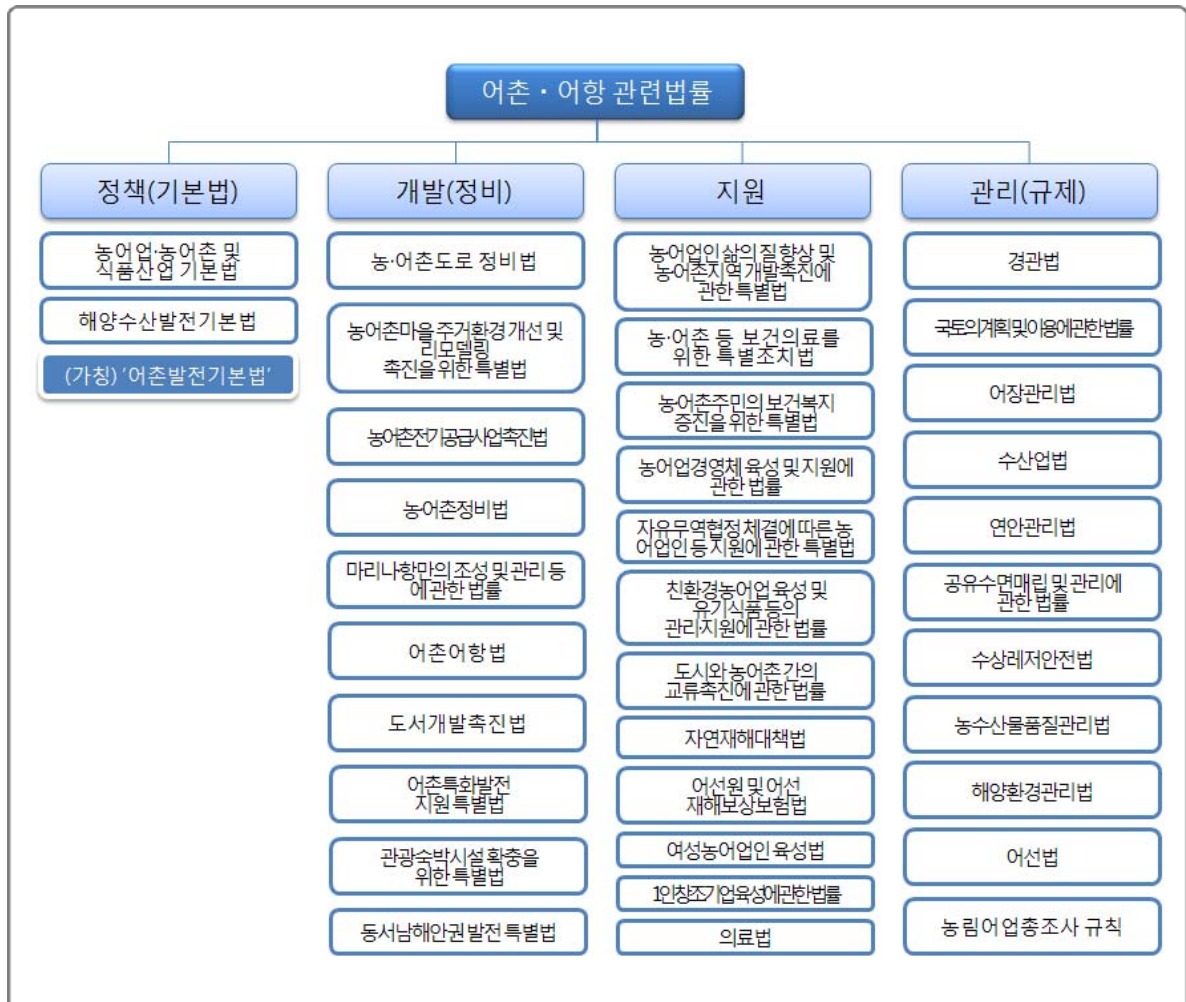 어촌・어항 관련법률
정책(기본법)
농어업·농어촌 및
식품산업 기본법
해양수산발전기본법
(가칭) '어촌발전기본법'
개발(정비)
농·어촌도로 정비법
농어촌마을 주거환경 개선 및
리모델링
촉진을 위한 특별법
농어촌전기공급사업촉진법
농어촌정비법
마리나항만의 조성 및 관리 등
에 관한 법률
어촌어항법
도서개발촉진법
어촌특화발전
지원 특별법
관광숙박시설 확충을
위한 특별법
동서남해안권 발전 특별법
지원
농어업인 삶의 질 향상 및
농어촌지역 개발촉진에
관한 특별법
농·어촌 등 보건의료를
위한 특별조치법
농어촌주민의 보건복지
증진을 위한 특별법
농어업경영체 육성 및 지원에
관한 법률
자유무역협정 체결에 따른 농
어업인 등 지원에 관한 특별법
친환경농어업 육성 및
유기식품 등의
관리·지원에 관한 법률
도시와 농어촌 간의
교류촉진에 관한 법률
자연재해대책법
어선원 및 어선
재해보상보험법
여성농어업인 육성법
1인창조기업육성에관한법률
의료법
관리(규제)
경관법
국토의계획및이용에관한법률
어장관리법
수산업법
연안관리법
공유수면매립 및 관리에
관한 법률
수상레저안전법
농수산물품질관리법
해양환경관리법
어선법
농림어업총조사 규칙